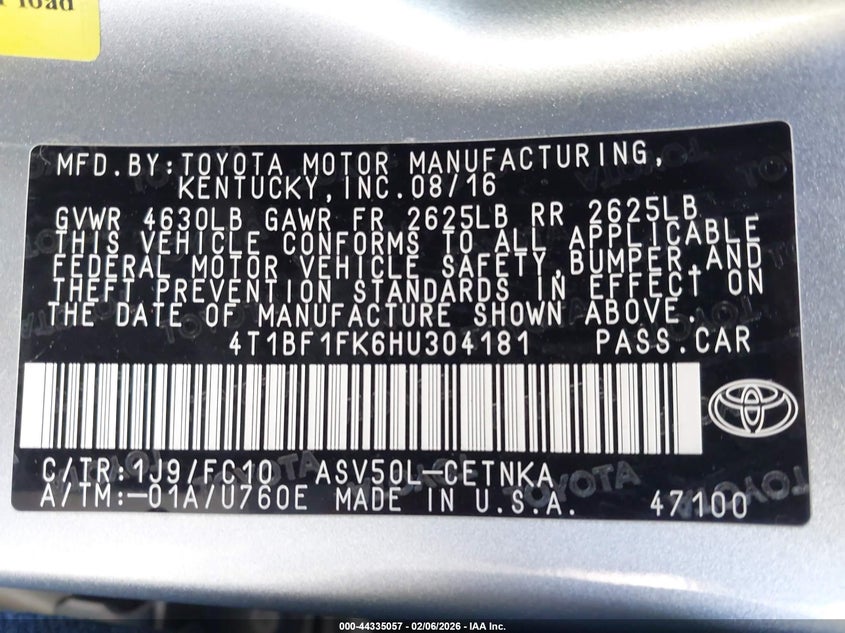 load
MFD.BY:TOYOTA MOTOR MANUFACTURING,
KENTUCKY,INC.08/16
GVWR 4630LB GAWR FR 2625LB RR 2625LB
THIS VEHICLE CONFORMS TO ALL APPLICABLE
FEDERAL MOTOR VEHICLE SAFETY,BUMPER,AND
THEFT PREVENTION STANDARDS IN EFFECT ON
THE DATE OF MANUFACTURE SHOWN ABOVE.
4T1BF1FK6HU304181 PASS.CAR
C/TR:1J9/FC10 ASV50L-CETNKA
A/TM:-01A/U760E MADE IN U.S.A. 47100
000-44335057 - 02/06/2026 - IAA Inc.